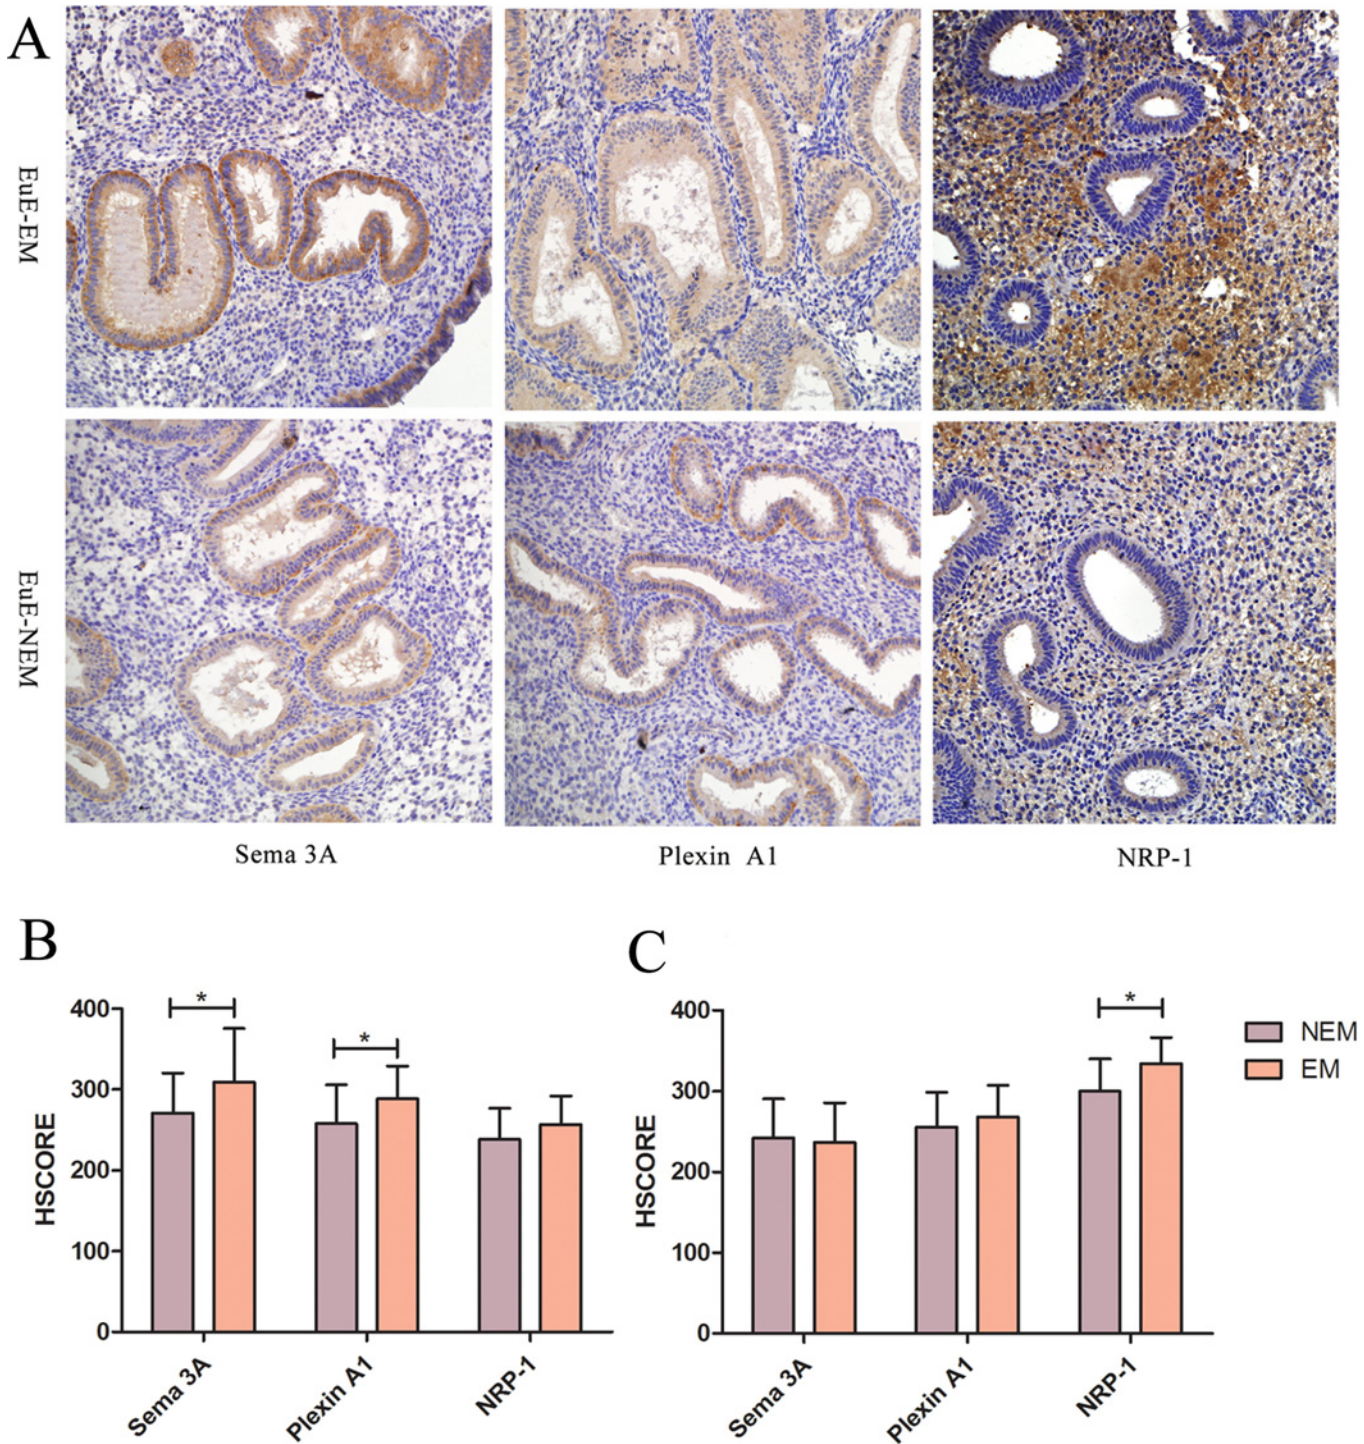 A
EuE-EM
EuE-NEM
Sema 3A
Plexin A1
NRP-1
B
*
*
400
300
200
100
0
HSCORE
Sema 3A
Plexin A1
NRP-1
C
*
400
300
200
100
0
HSCORE
Sema 3A
Plexin A1
NRP-1
NEM
EM